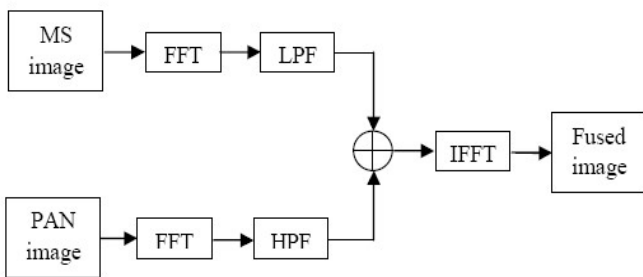 MS
image
FFT
LPF
IFFT
Fused
image
PAN
image
FFT
HPF